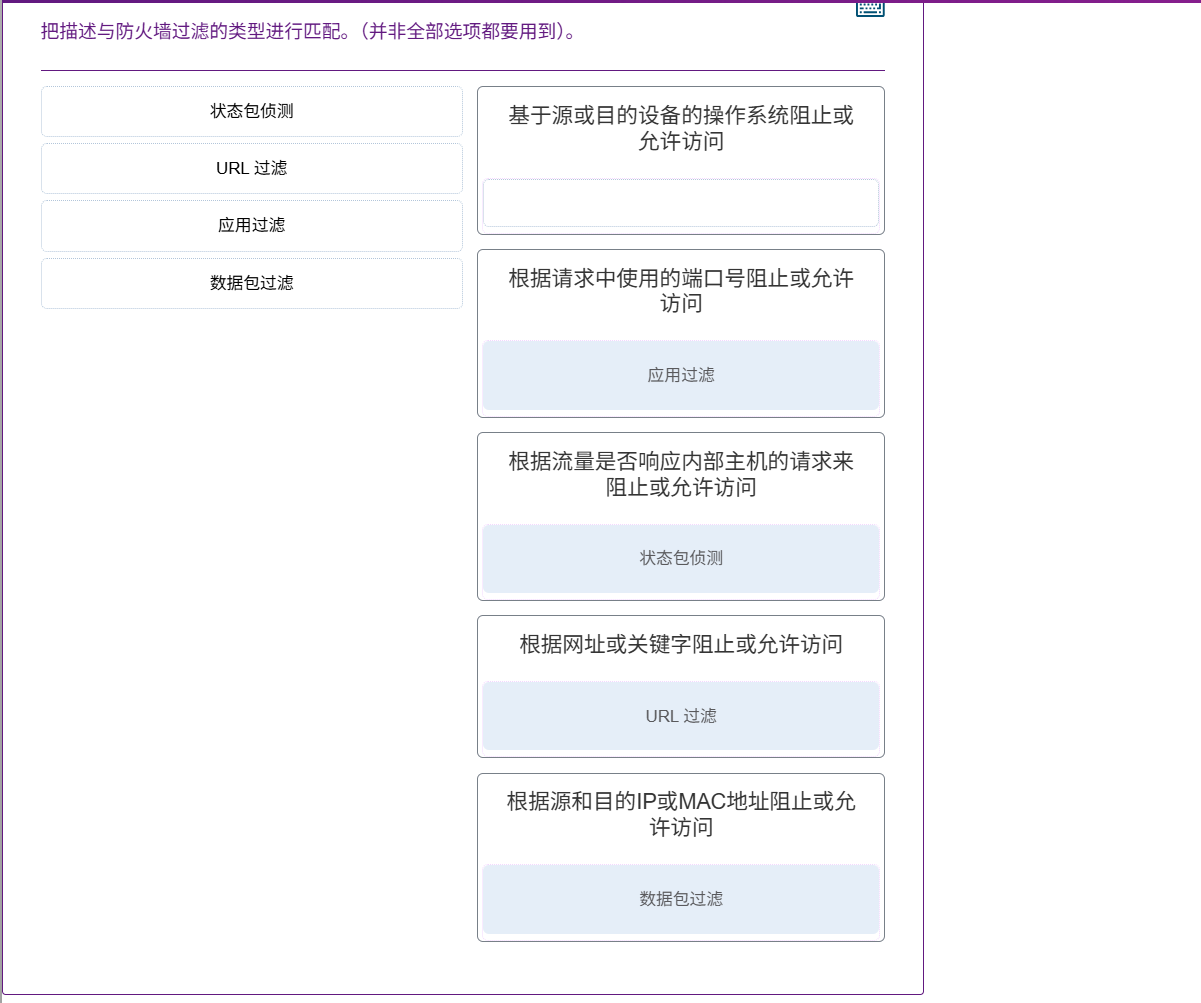 把描述与防火墙过滤的类型进行匹配。（并非全部选项都要用到）。
状态包侦测
URL 过滤
应用过滤
数据包过滤
基于源或目的设备的操作系统阻止或
允许访问
根据请求中使用的端口号阻止或允许
访问
应用过滤
根据流量是否响应内部主机的请求来
阻止或允许访问
状态包侦测
根据网址或关键字阻止或允许访问
URL 过滤
根据源和目的IP或MAC地址阻止或允
许访问
数据包过滤